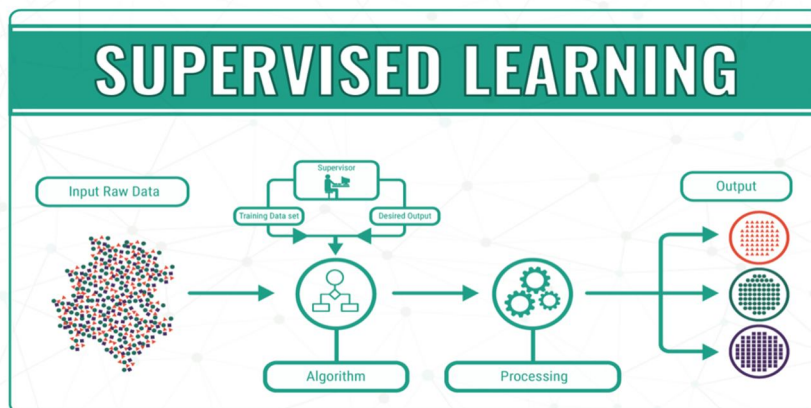 SUPERVISED LEARNING
Input Raw Data
Supervisor
Training Data set
Desired Output
Algorithm
Processing
Output